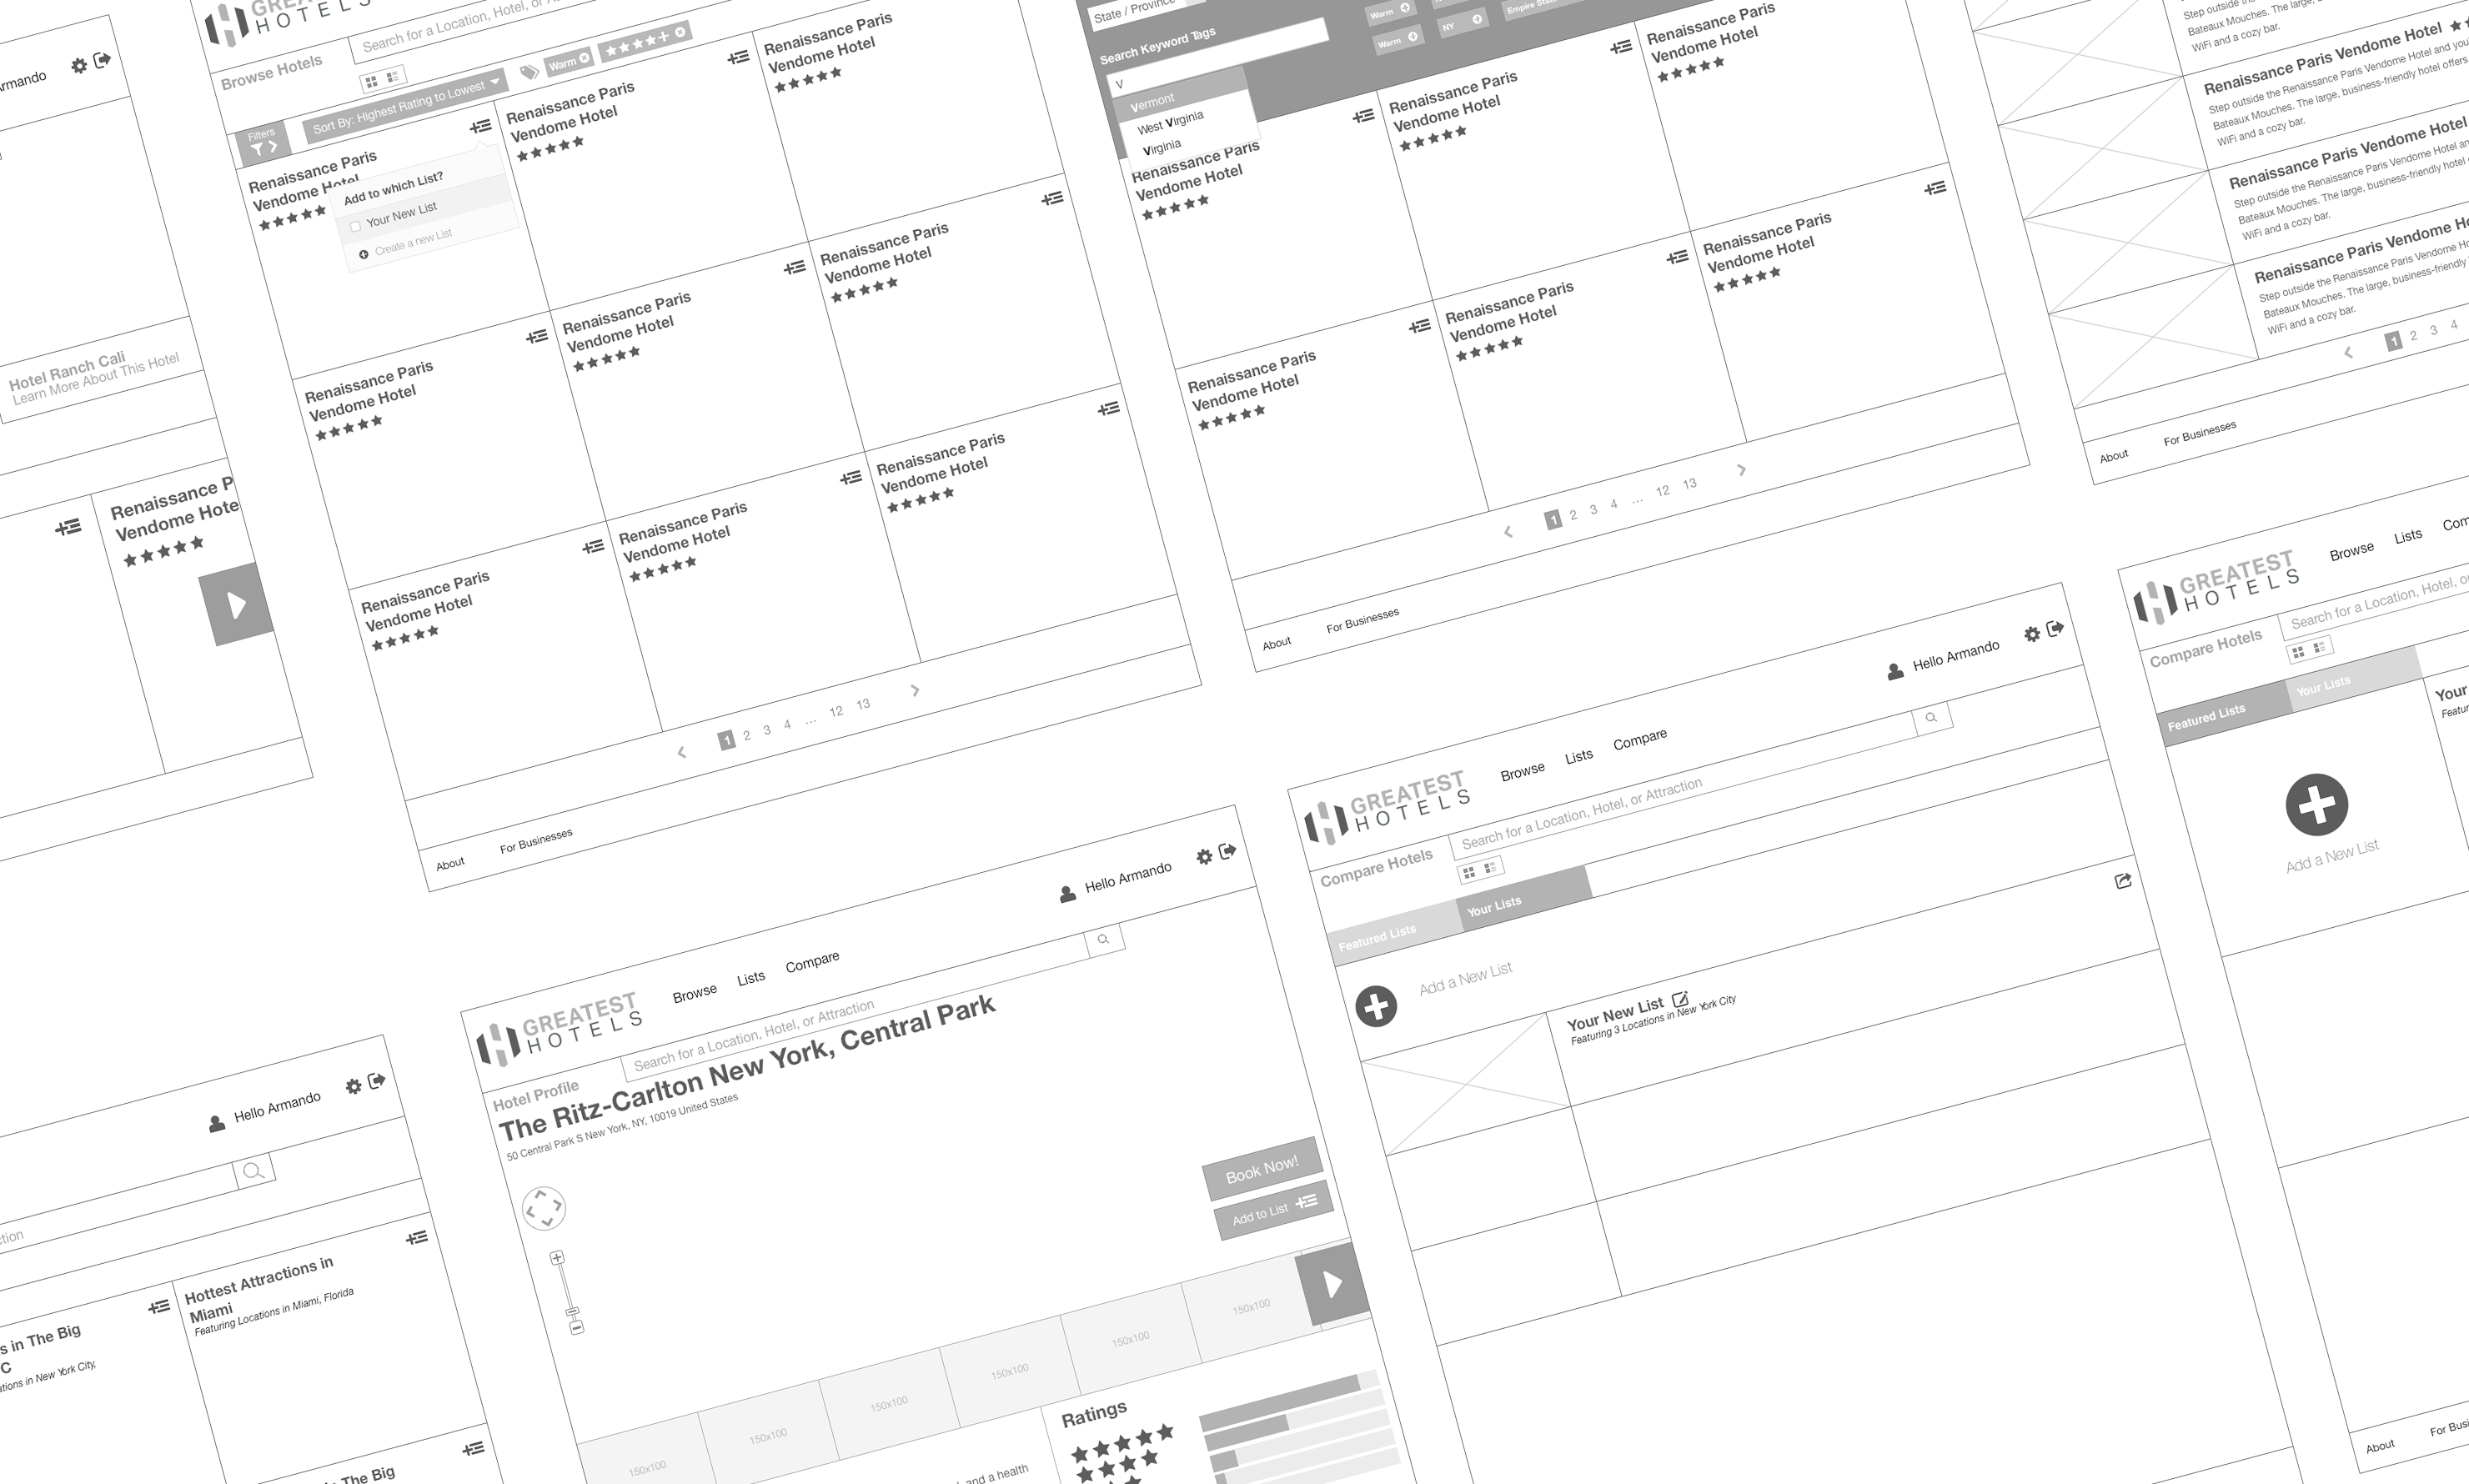 Armando
Hotel Ranch Cali
Learn More About This Hotel
Renaissance P
Vendome Hote
HOTELS
Search for a Location, Hotel, or
Browse Hotels
Filters
Sort By: Highest Rating to Lowest
Warm
Renaissance Paris
Vendome Hotel
Add to which List?
Your New List
Create a new List
Renaissance Paris
Vendome Hotel
Renaissance Paris
Vendome Hotel
Renaissance Paris
Vendome Hotel
Renaissance Paris
Vendome Hotel
Renaissance Paris
Vendome Hotel
Renaissance Paris
Vendome Hotel
Renaissance Paris
Vendome Hotel
Renaissance Paris
Vendome Hotel
1 2 3 4 ... 12 13
About For Businesses
State / Province
Search Keyword Tags
V
Vermont
West Virginia
Virginia
Warm
Warm NY
Renaissance Paris
Vendome Hotel
Renaissance Paris
Vendome Hotel
Renaissance Paris
Vendome Hotel
Renaissance Paris
Vendome Hotel
Renaissance Paris
Vendome Hotel
Renaissance Paris
Vendome Hotel
1 2 3 4 ... 12 13
About For Businesses
Step outside the
Bateaux Mouches. The large,
WiFi and a cozy bar.
Renaissance Paris Vendome Hotel
Step outside the Renaissance Paris Vendome Hotel and you
Bateaux Mouches. The large, business-friendly hotel offers
WiFi and a cozy bar.
Renaissance Paris Vendome Hotel
Step outside the Renaissance Paris Vendome Hotel an
Bateaux Mouches. The large, business-friendly hotel
WiFi and a cozy bar.
Renaissance Paris Vendome Ho
Step outside the Renaissance Paris Vendome Ho
Bateaux Mouches. The large, business-friendly
WiFi and a cozy bar.
1 2 3 4
About For Businesses
Hello Armando
Hottest Attractions in
Miami
Featuring Locations in Miami, Florida
s in The Big
C
ations in New York City,
The Big
Hello Armando
GREATEST
HOTELS
Browse Lists Compare
Search for a Location, Hotel, or Attraction
Hotel Profile
The Ritz-Carlton New York, Central Park
50 Central Park S New York, NY, 10019 United States
Book Now!
Add to List
150x100
150x100
150x100
150x100
150x100
150x100
Ratings
and a health
Hello Armando
GREATEST
HOTELS
Browse Lists Compare
Search for a Location, Hotel, or Attraction
Compare Hotels
Featured Lists Your Lists
Add a New List
Your New List
Featuring 3 Locations in New York City
GREATEST
HOTELS
Browse Lists Com
Search for a Location, Hotel, o
Compare Hotels
Featured Lists Your Lists
Add a New List
Your
Featur
About For Busi